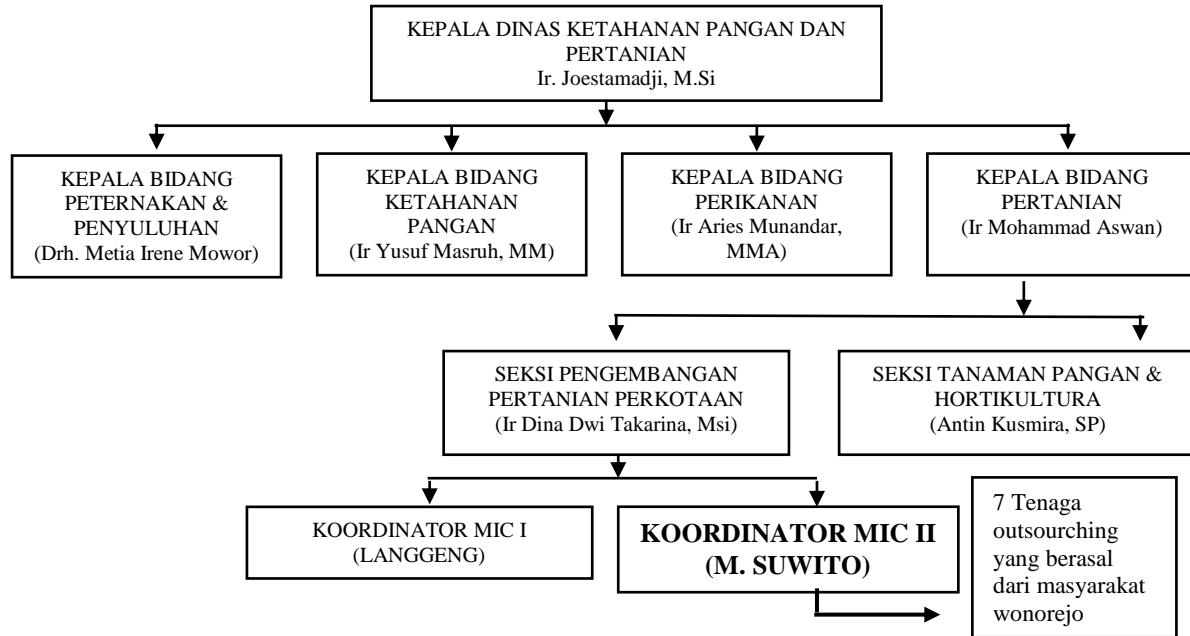 KEPALA DINAS KETAHANAN PANGAN DAN
PERTANIAN
Ir. Joestamadji, M.Si
KEPALA BIDANG
PETERNAKAN &
PENYULUHAN
(Drh. Metia Irene Mowor)
KEPALA BIDANG
KETAHANAN
PANGAN
(Ir Yusuf Masruh, MM)
KEPALA BIDANG
PERIKANAN
(Ir Aries Munandar,
MMA)
KEPALA BIDANG
PERTANIAN
(Ir Mohammad Aswan)
SEKSI PENGEMBANGAN
PERTANIAN PERKOTAAN
(Ir Dina Dwi Takarina, Msi)
SEKSI TANAMAN PANGAN &
HORTIKULTURA
(Antin Kusmira, SP)
KOORDINATOR MIC I
(LANGGENG)
KOORDINATOR MIC II
(M. SUWITO)
7 Tenaga
outsourching
yang berasal
dari masyarakat
wonorejo